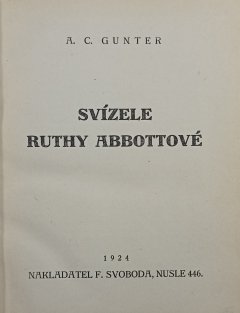 A. C. GUNTER
SVÍZELE
RUTHY ABBOTTOVÉ
1924
NAKLADATEL F. SVOBODA, NUSLE 446.